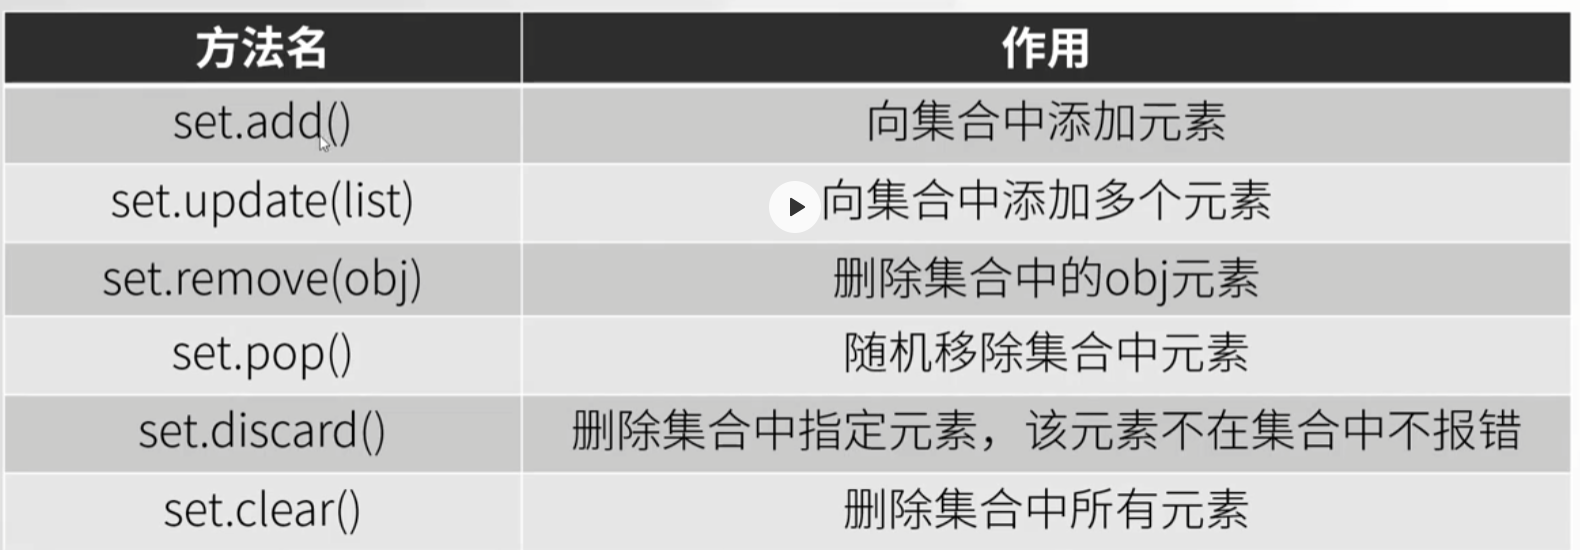 方法名 作用
set.add() 向集合中添加元素
set.update(list) 向集合中添加多个元素
set.remove(obj) 删除集合中的obj元素
set.pop() 随机移除集合中元素
set.discard() 删除集合中指定元素，该元素不在集合中不报错
set.clear() 删除集合中所有元素